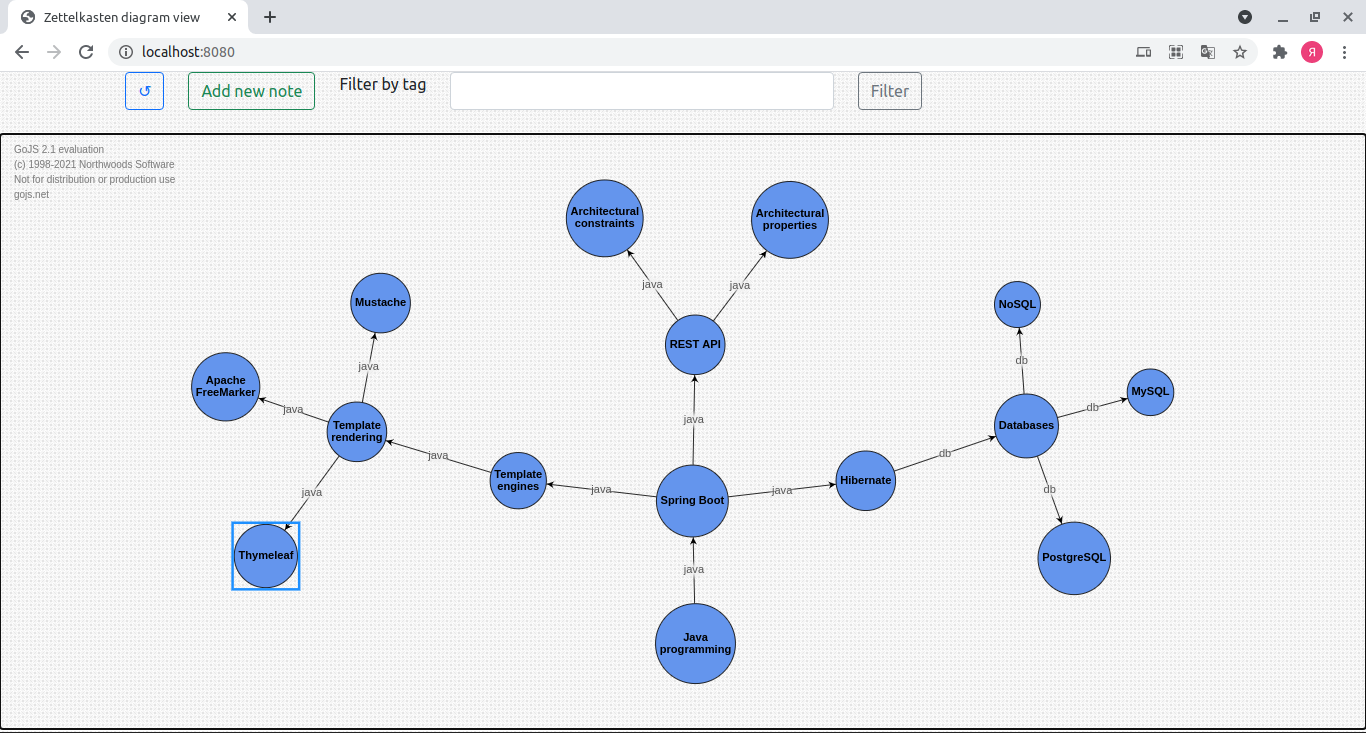 Zettelkasten diagram view
localhost:8080
Я
↺
Add new note
Filter by tag
Filter
GoJS 2.1 evaluation
(c) 1998-2021 Northwoods Software
Not for distribution or production use
gojs.net
Architectural
constraints
Architectural
properties
java
java
Mustache
NoSQL
REST API
java
db
Apache
FreeMarker
MySQL
java
db
Template
rendering
java
Databases
java
db
Template
engines
Hibernate
java
java
java
db
Spring Boot
Thymeleaf
PostgreSQL
java
Java
programming